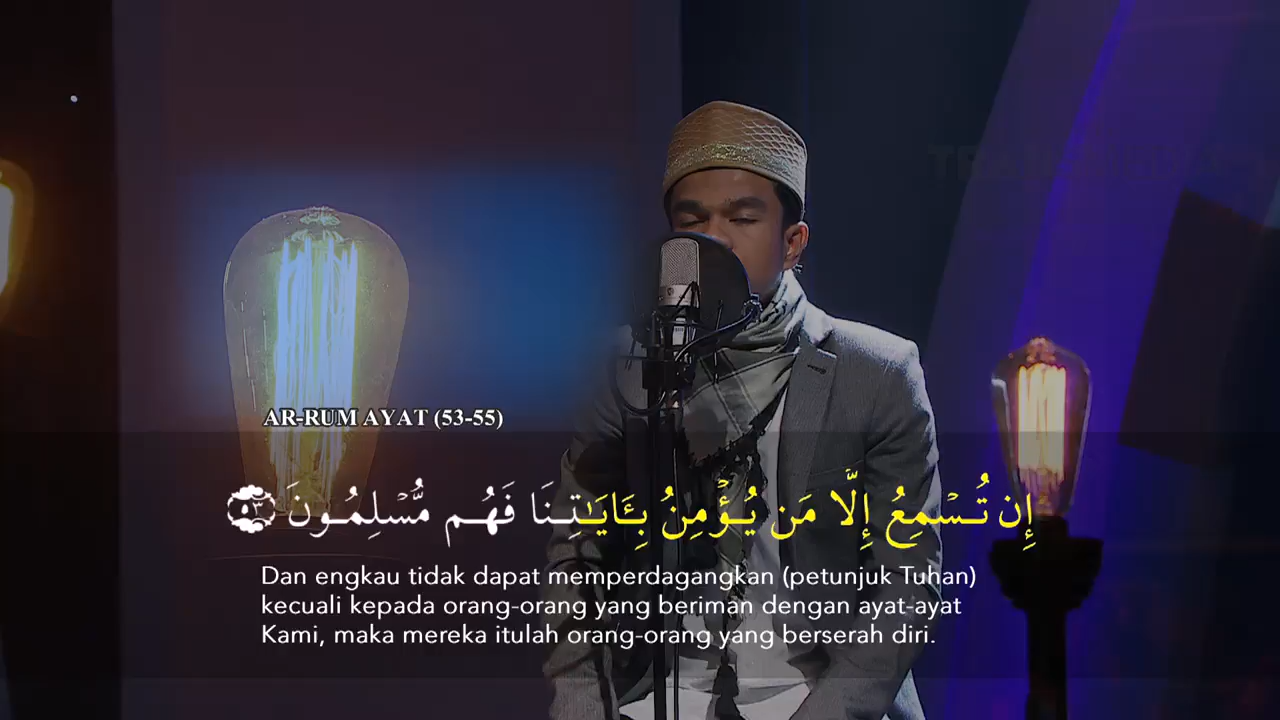 AR-RUM AYAT (53-55)
إِن تُسْمِعُ إِلَّا مَن يُؤْمِنُ بِـَٔايَـٰتِنَا فَهُم مُّسْلِمُونَ ٥٣
Dan engkau tidak dapat memperdagangkan (petunjuk Tuhan)
kecuali kepada orang-orang yang beriman dengan ayat-ayat
Kami, maka mereka itulah orang-orang yang berserah diri.